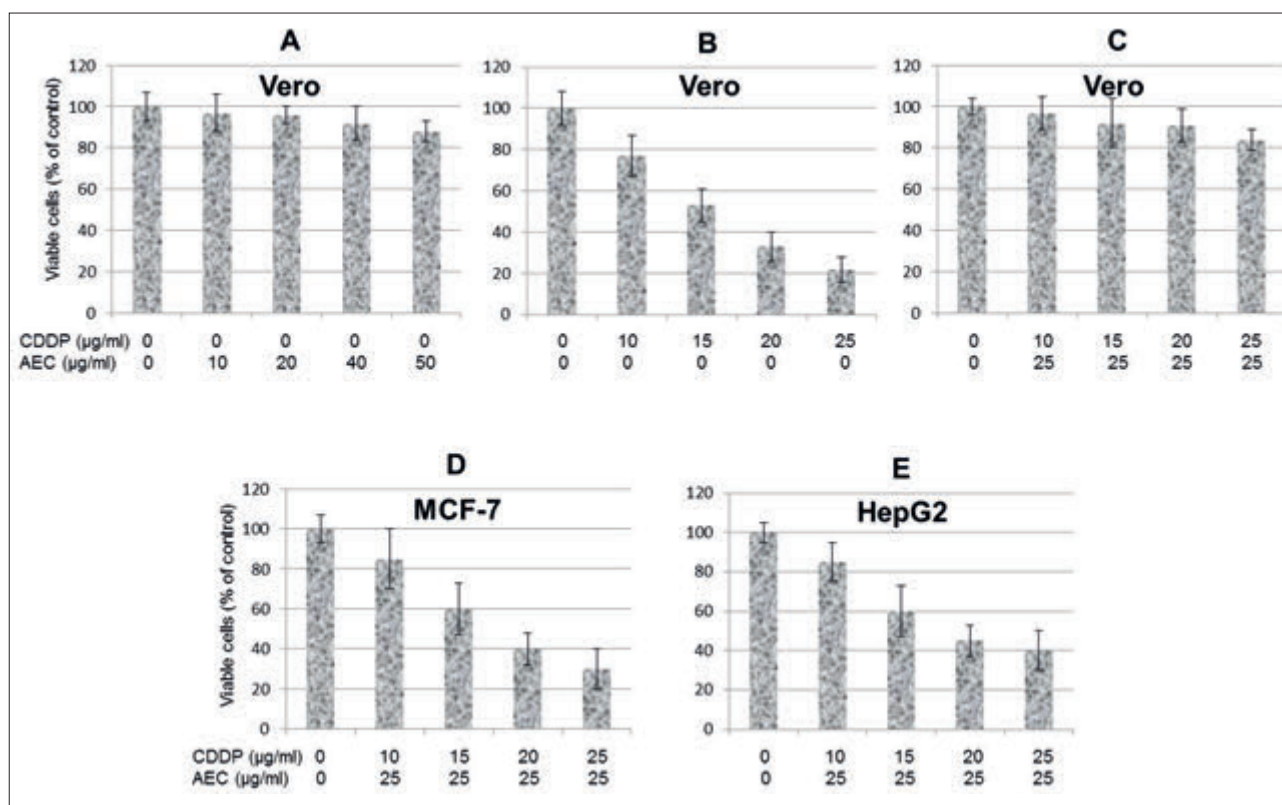 A
Vero
Viable cells (% of control)
120
100
80
60
40
20
0
CDDP (µg/ml) 0 0 0 0 0
AEC (µg/ml) 0 10 20 40 50
B
Vero
120
100
80
60
40
20
0
0 10 15 20 25
0 0 0 0 0
C
Vero
120
100
80
60
40
20
0
0 10 15 20 25
0 25 25 25 25
D
MCF-7
Viable cells (% of control)
120
100
80
60
40
20
0
CDDP (µg/ml) 0 10 15 20 25
AEC (µg/ml) 0 25 25 25 25
E
HepG2
120
100
80
60
40
20
0
0 10 15 20 25
0 25 25 25 25